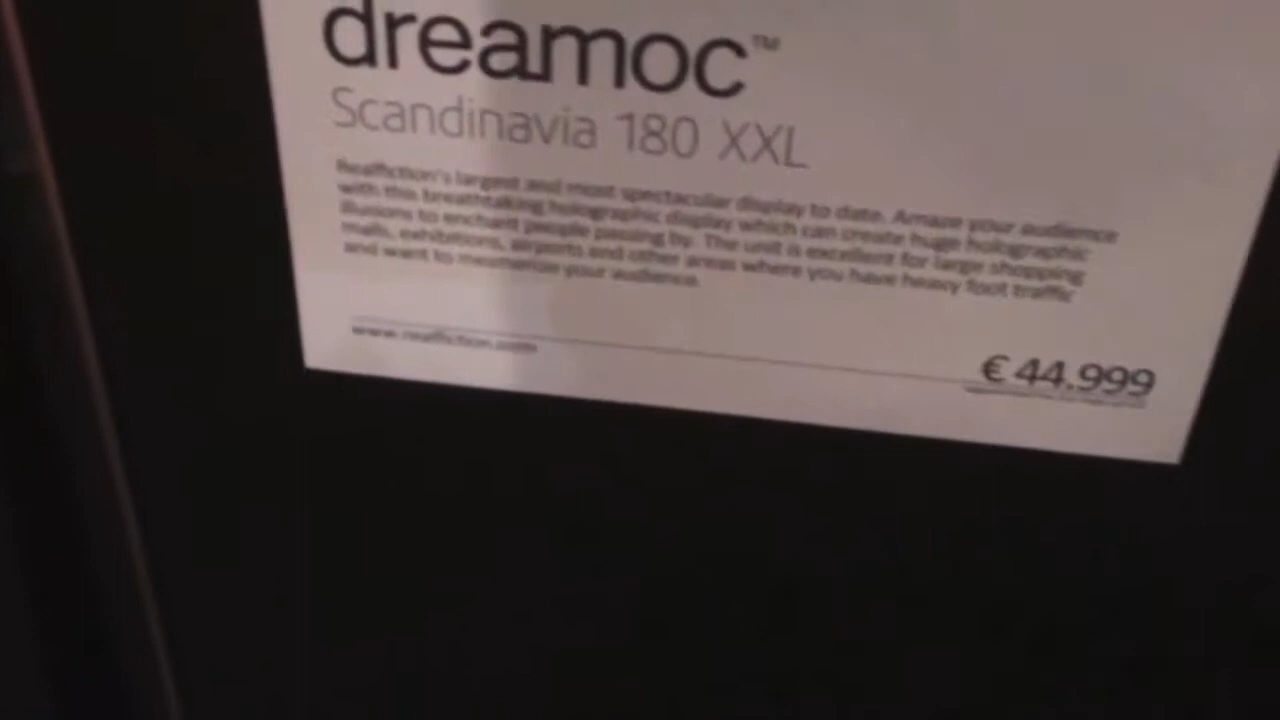 dreamoc™
Scandinavia 180 XXL
Realfiction's largest and most spectacular display to date. Amaze your audience
with this breathtaking holographic display which can create huge holographic
illusions to enchant people passing by. The unit is excellent for large shopping
malls, exhibitions, airports and other areas where you have heavy foot traffic
and want to mesmerize your audience.
www.realfiction.com
€ 44.999